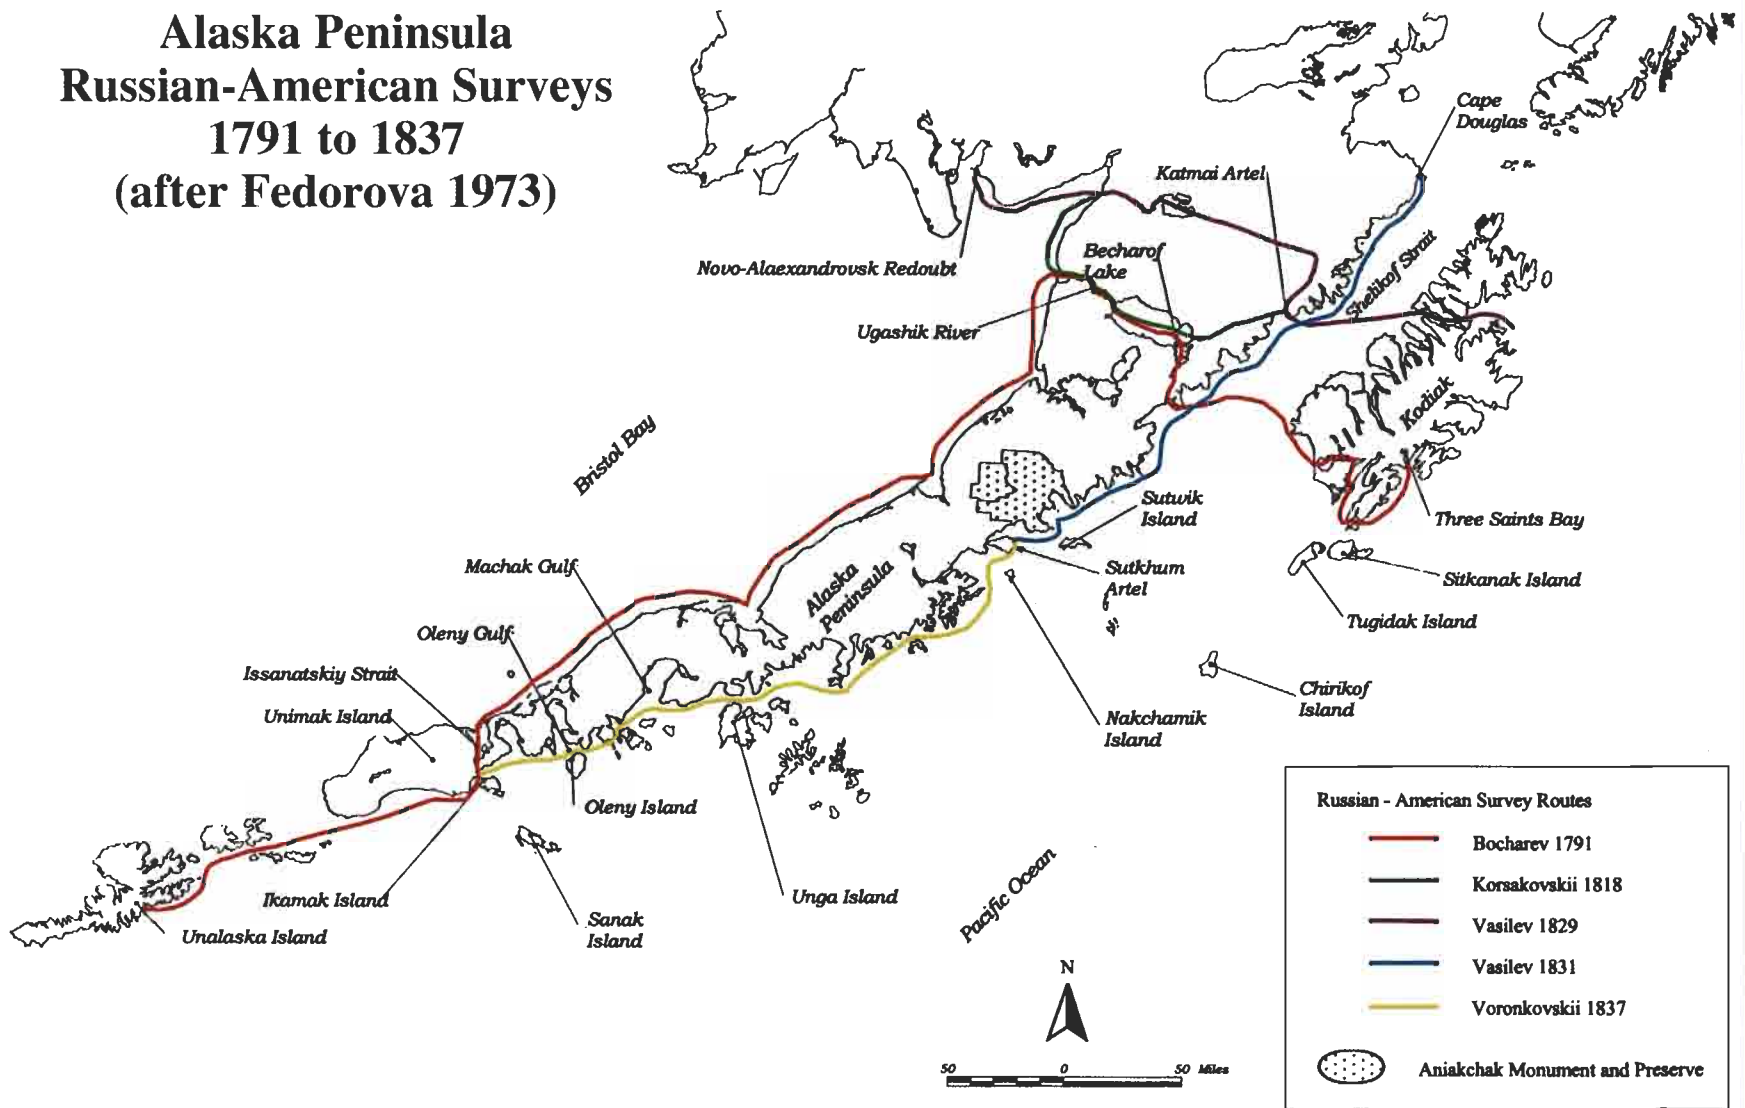 Alaska Peninsula
Russian-American Surveys
1791 to 1837
(after Fedorova 1973)
Cape
Douglas
Katmai Artel
Novo-Alaexandrovsk Redoubt
Becharof
Lake
Shelikof Strait
Ugashik River
Kodiak
Bristol Bay
Sutwik
Island
Three Saints Bay
Machak Gulf
Alaska
Peninsula
Sutkhum
Artel
Sitkanak Island
Tugidak Island
Oleny Gulf
Issanatskiy Strait
Unimak Island
Chirikof
Island
Nakchamik
Island
Oleny Island
Ikamak Island
Unga Island
Pacific Ocean
Sanak
Island
Unalaska Island
N
50 0 50 Miles
Russian - American Survey Routes
Bocharev 1791
Korsakovskii 1818
Vasilev 1829
Vasilev 1831
Voronkovskii 1837
Aniakchak Monument and Preserve